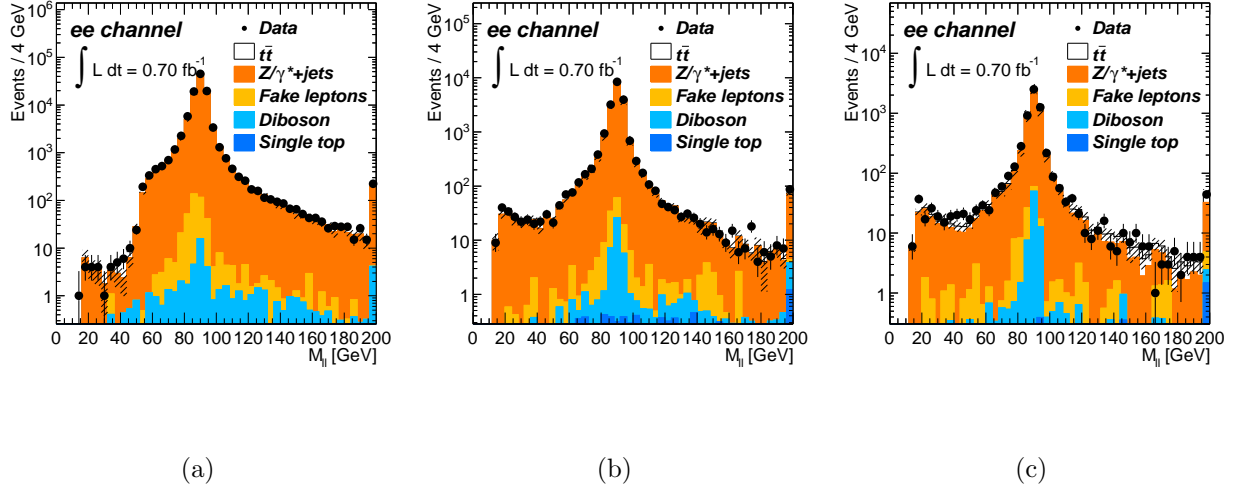 Events / 4 GeV
10⁶
10⁵
10⁴
10³
10²
10
1
ee channel
∫ L dt = 0.70 fb⁻¹
Data
tt̄
Z/γ*+jets
Fake leptons
Diboson
Single top
0 20 40 60 80 100 120 140 160 180 200
M_ll [GeV]
(a)
Events / 4 GeV
10⁵
10⁴
10³
10²
10
1
ee channel
∫ L dt = 0.70 fb⁻¹
Data
tt̄
Z/γ*+jets
Fake leptons
Diboson
Single top
0 20 40 60 80 100 120 140 160 180 200
M_ll [GeV]
(b)
Events / 4 GeV
10⁴
10³
10²
10
1
ee channel
∫ L dt = 0.70 fb⁻¹
Data
tt̄
Z/γ*+jets
Fake leptons
Diboson
Single top
0 20 40 60 80 100 120 140 160 180 200
M_ll [GeV]
(c)